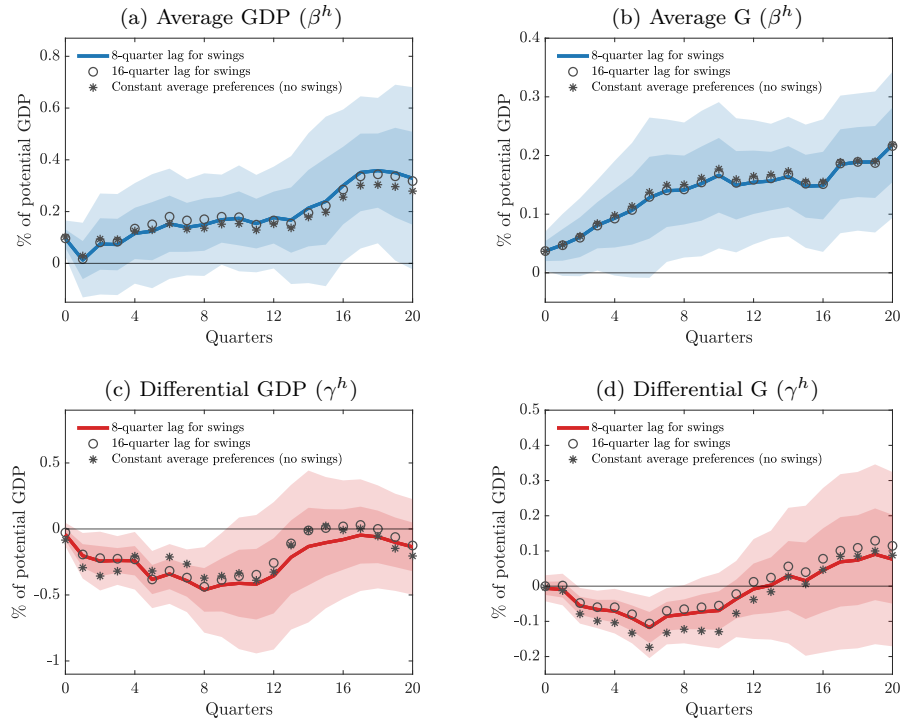 (a) Average GDP (β^h)
0.8
0.6
0.4
0.2
0
% of potential GDP
8-quarter lag for swings
16-quarter lag for swings
Constant average preferences (no swings)
0 4 8 12 16 20
Quarters
(b) Average G (β^h)
0.4
0.3
0.2
0.1
0
% of potential GDP
8-quarter lag for swings
16-quarter lag for swings
Constant average preferences (no swings)
0 4 8 12 16 20
Quarters
(c) Differential GDP (γ^h)
0.5
0
-0.5
-1
% of potential GDP
8-quarter lag for swings
16-quarter lag for swings
Constant average preferences (no swings)
0 4 8 12 16 20
Quarters
(d) Differential G (γ^h)
0.5
0.4
0.3
0.2
0.1
0
-0.1
-0.2
% of potential GDP
8-quarter lag for swings
16-quarter lag for swings
Constant average preferences (no swings)
0 4 8 12 16 20
Quarters